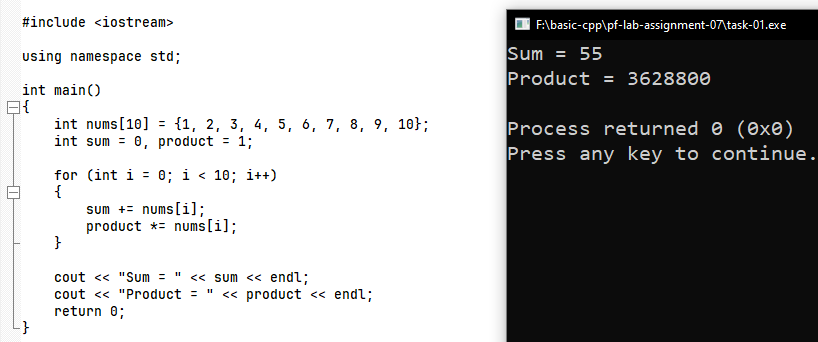 #include <iostream>
using namespace std;
int main()
{
    int nums[10] = {1, 2, 3, 4, 5, 6, 7, 8, 9, 10};
    int sum = 0, product = 1;
    for (int i = 0; i < 10; i++)
    {
        sum += nums[i];
        product *= nums[i];
    }
    cout << "Sum = " << sum << endl;
    cout << "Product = " << product << endl;
    return 0;
}
F:\basic-cpp\pf-lab-assignment-07\task-01.exe
Sum = 55
Product = 3628800
Process returned 0 (0x0)
Press any key to continue.